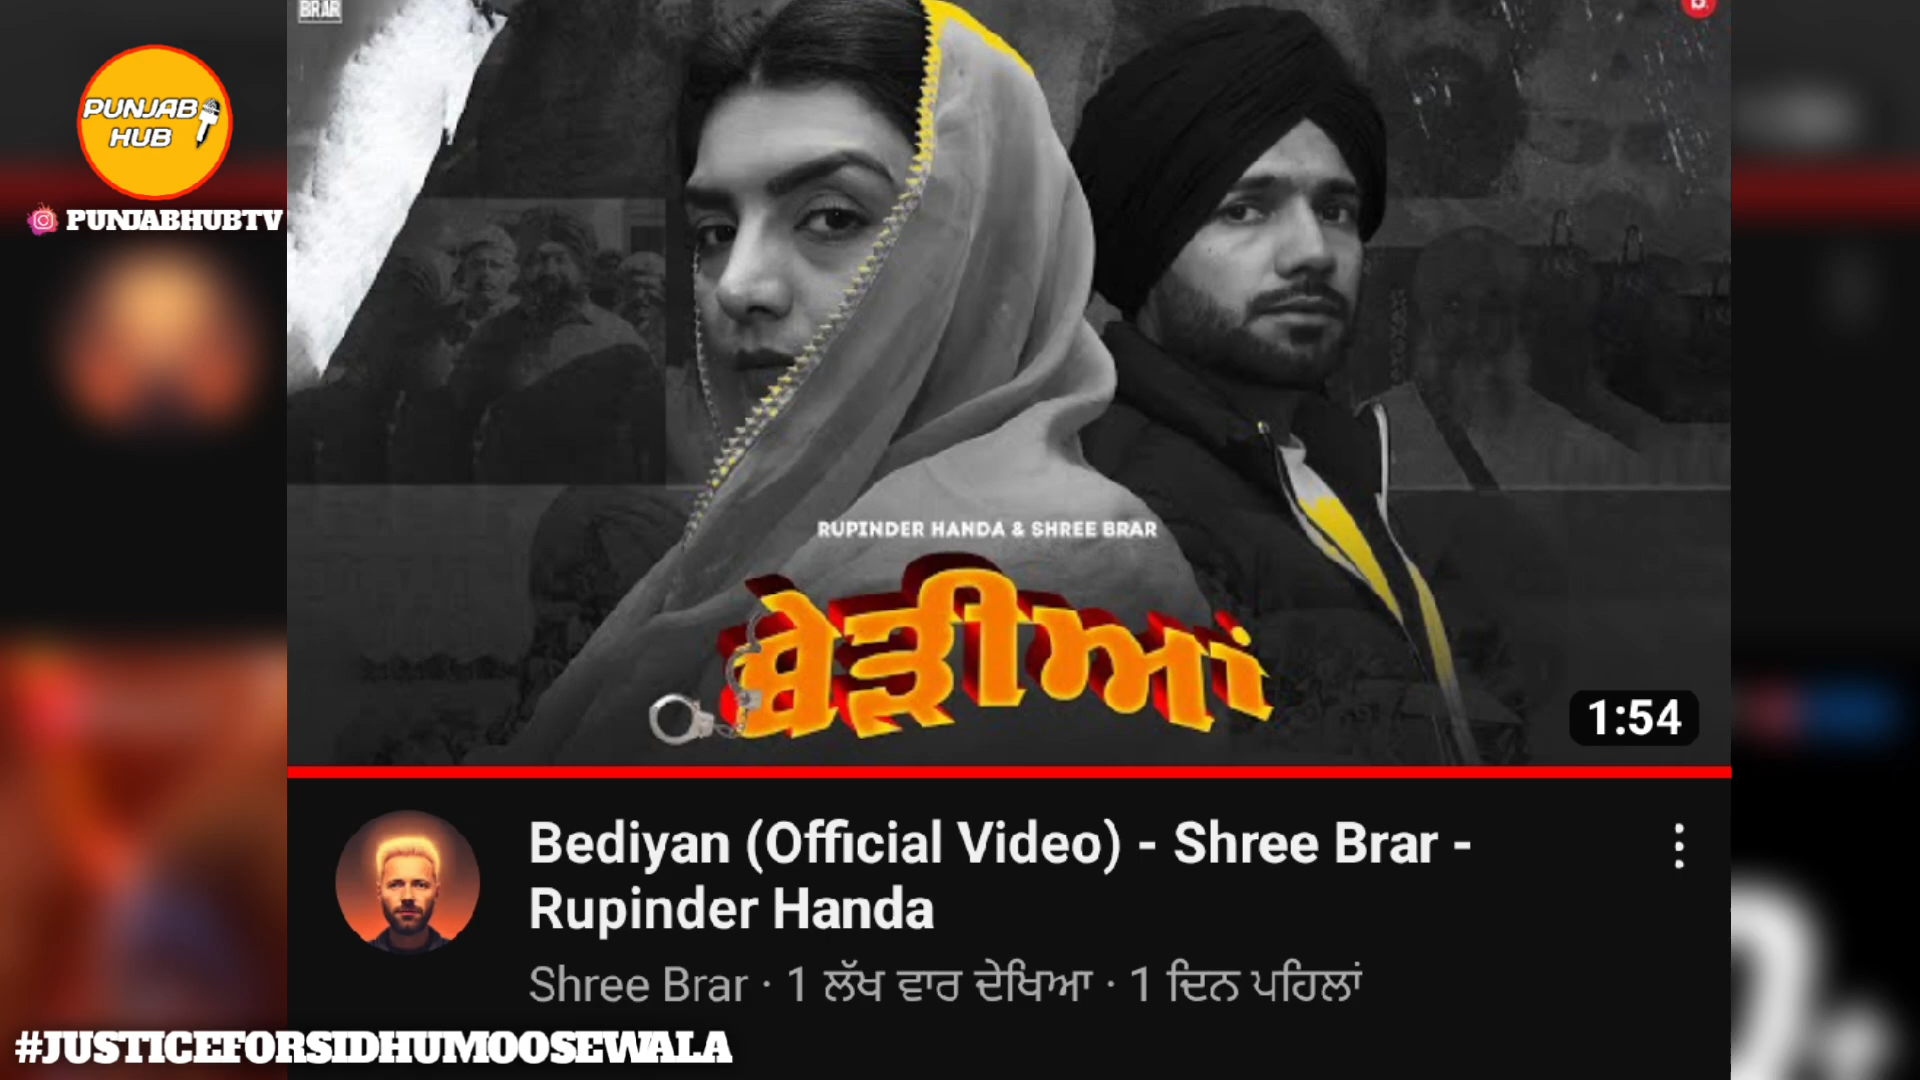 BRAR
PUNJAB
HUB
PUNJABHUBTV
RUPINDER HANDA & SHREE BRAR
ਬੇੜੀਆਂ
1:54
Bediyan (Official Video) - Shree Brar -
Rupinder Handa
Shree Brar · 1 ਲੱਖ ਵਾਰ ਦੇਖਿਆ · 1 ਦਿਨ ਪਹਿਲਾਂ
#JUSTICEFORSIDHUMOOSEWALA